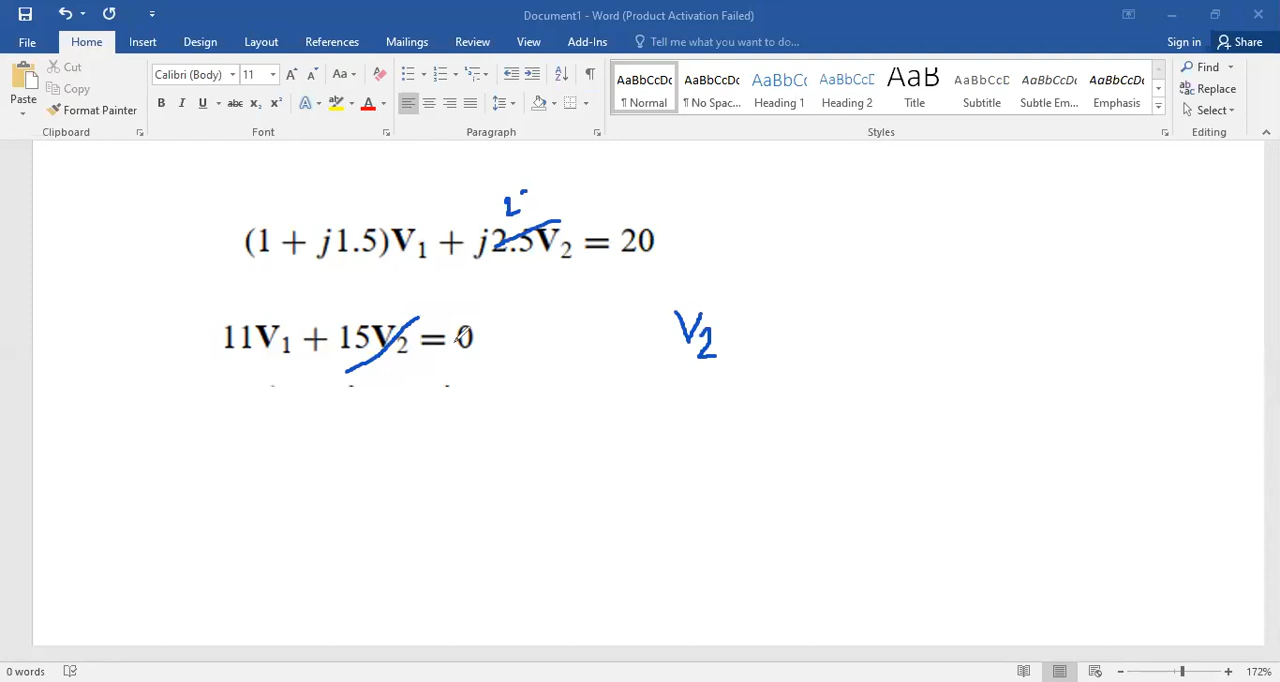 Document1 - Word (Product Activation Failed)
File Home Insert Design Layout References Mailings Review View Add-Ins Tell me what you want to do... Sign in Share
Paste Cut Copy Format Painter
Calibri (Body) 11
AaBbCcDc AaBbCcDc AaBbCc AaBbCcD AaB AaBbCcD AaBbCcDc AaBbCcDc
¶ Normal ¶ No Spac... Heading 1 Heading 2 Title Subtitle Subtle Em... Emphasis
Find Replace Select
Clipboard Font Paragraph Styles Editing
(1 + j1.5)V₁ + j2.5V₂ = 20
11V₁ + 15V₂ = 0
V₂
0 words 172%